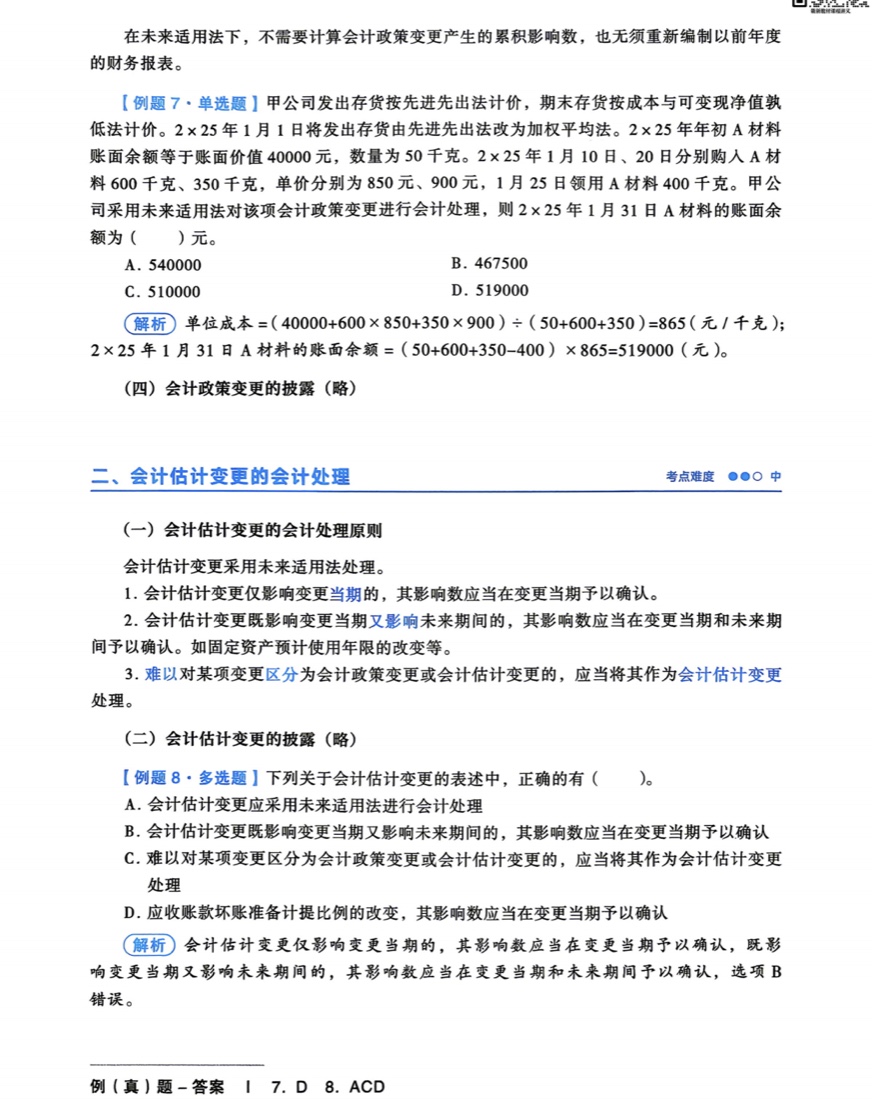 在未来适用法下，不需要计算会计政策变更产生的累积影响数，也无须重新编制以前年度
的财务报表。
【例题7·单选题】甲公司发出存货按先进先出法计价，期末存货按成本与可变现净值孰
低法计价。2×25年1月1日将发出存货由先进先出法改为加权平均法。2×25年年初A材料
账面余额等于账面价值40000元，数量为50千克。2×25年1月10日、20日分别购入A材
料600千克、350千克，单价分别为850元、900元，1月25日领用A材料400千克。甲公
司采用未来适用法对该项会计政策变更进行会计处理，则2×25年1月31日A材料的账面余
额为（　　）元。
A. 540000　　B. 467500
C. 510000　　D. 519000
解析 单位成本=（40000+600×850+350×900）÷（50+600+350）=865（元/千克）；
2×25年1月31日A材料的账面余额=（50+600+350-400）×865=519000（元）。
（四）会计政策变更的披露（略）
二、会计估计变更的会计处理　　考点难度 ●●○ 中
（一）会计估计变更的会计处理原则
会计估计变更采用未来适用法处理。
1. 会计估计变更仅影响变更当期的，其影响数应当在变更当期予以确认。
2. 会计估计变更既影响变更当期又影响未来期间的，其影响数应当在变更当期和未来期
间予以确认。如固定资产预计使用年限的改变等。
3. 难以对某项变更区分为会计政策变更或会计估计变更的，应当将其作为会计估计变更
处理。
（二）会计估计变更的披露（略）
【例题8·多选题】下列关于会计估计变更的表述中，正确的有（　　）。
A. 会计估计变更应采用未来适用法进行会计处理
B. 会计估计变更既影响变更当期又影响未来期间的，其影响数应当在变更当期予以确认
C. 难以对某项变更区分为会计政策变更或会计估计变更的，应当将其作为会计估计变更
处理
D. 应收账款坏账准备计提比例的改变，其影响数应当在变更当期予以确认
解析 会计估计变更仅影响变更当期的，其影响数应当在变更当期予以确认，既影
响变更当期又影响未来期间的，其影响数应当在变更当期和未来期间予以确认，选项B
错误。
例（真）题－答案　|　7. D　8. ACD